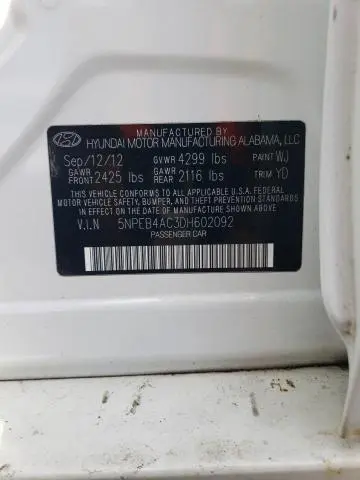 MANUFACTURED BY
HYUNDAI MOTOR MANUFACTURING ALABAMA, LLC
Sep/12/12 GVWR 4299 lbs PAINT WJ
GAWR FRONT 2425 lbs GAWR REAR 2116 lbs TRIM YD
THIS VEHICLE CONFORMS TO ALL APPLICABLE U.S.A. FEDERAL
MOTOR VEHICLE SAFETY, BUMPER, AND THEFT PREVENTION
STANDARDS IN EFFECT ON THE DATE OF MANUFACTURE SHOWN ABOVE.
V.I.N 5NPEB4AC3DH602092
PASSENGER CAR